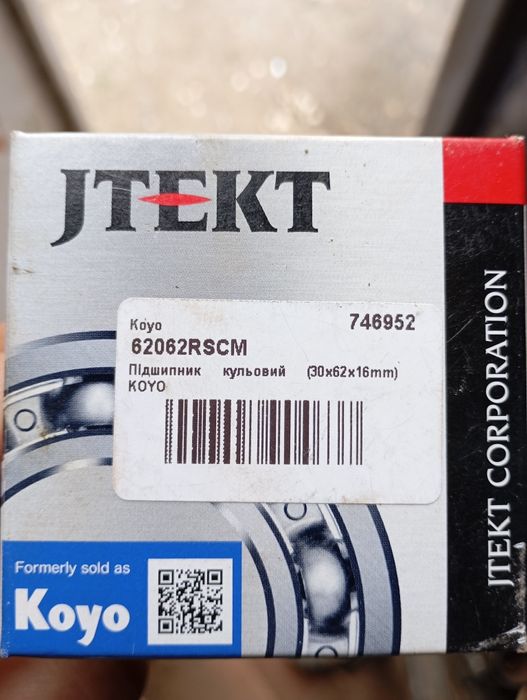 JTEKT
Koyo 746952
62062RSCM
Підшипник кульовий (30x62x16mm)
KOYO
JTEKT CORPORATION
Formerly sold as
Koyo